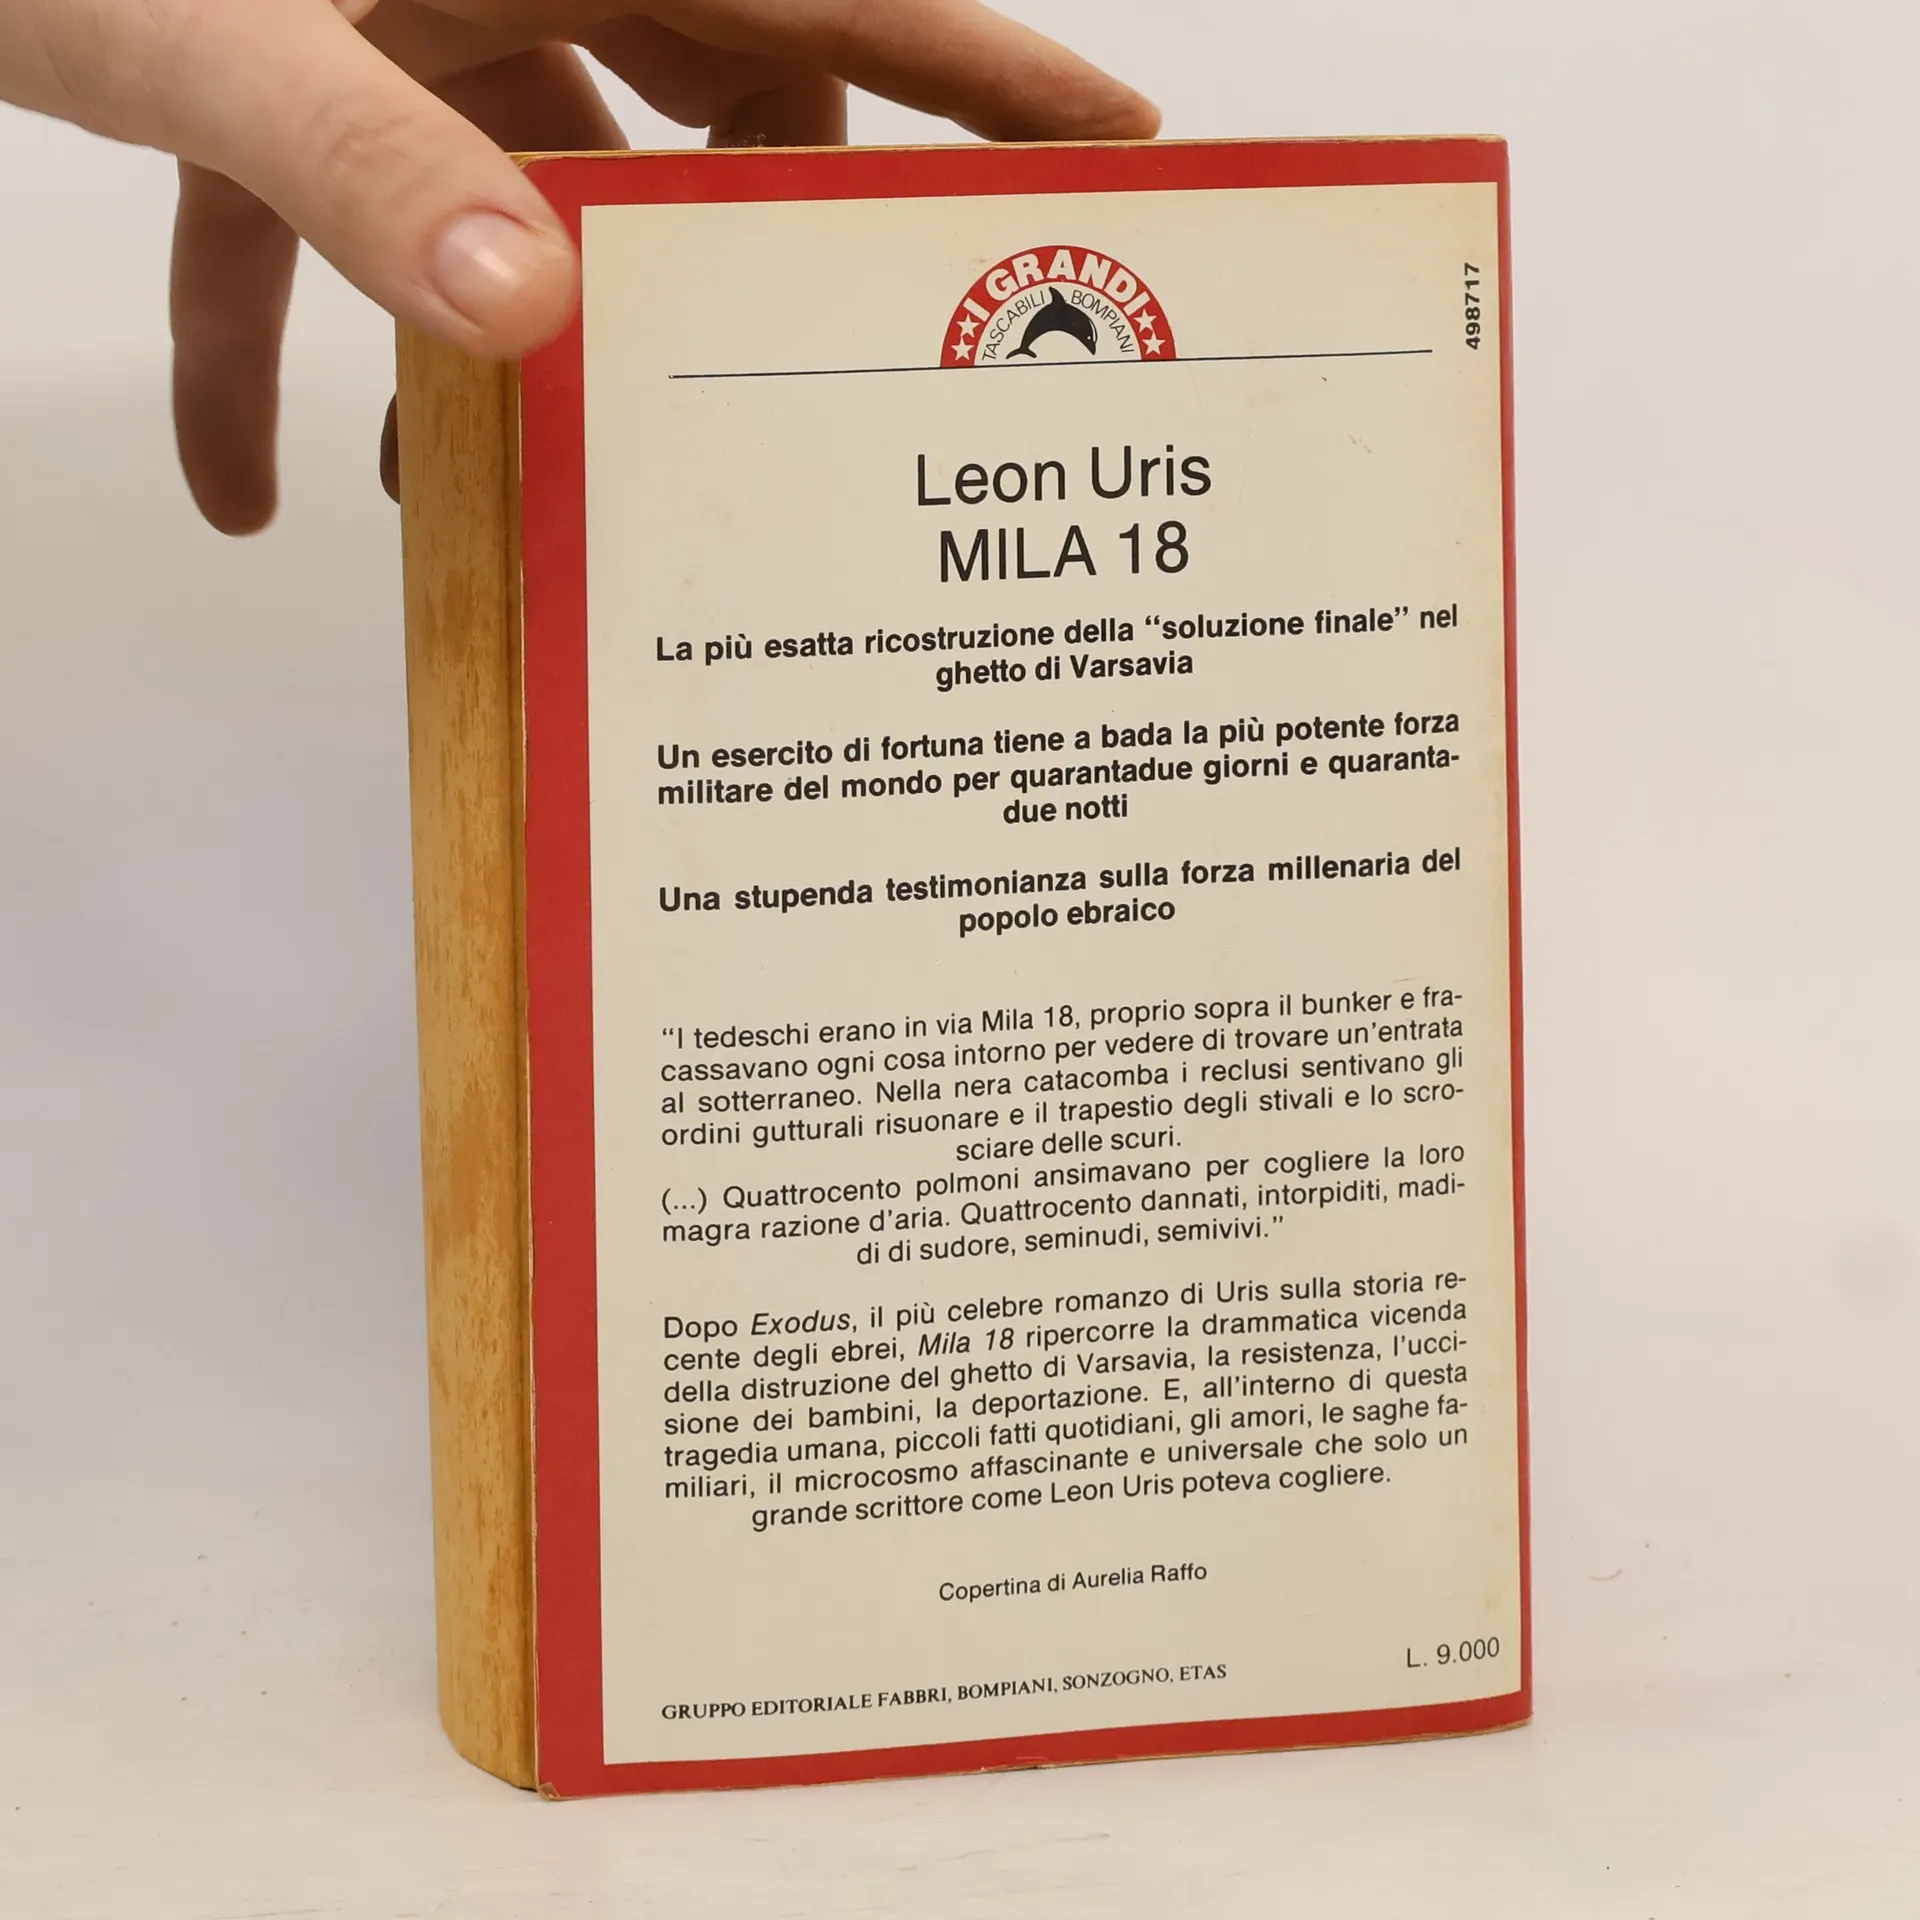 I GRANDI
TASCABILI BOMPIANI
498717
Leon Uris
MILA 18
La più esatta ricostruzione della “soluzione finale” nel
ghetto di Varsavia
Un esercito di fortuna tiene a bada la più potente forza
militare del mondo per quarantadue giorni e quaranta-
due notti
Una stupenda testimonianza sulla forza millenaria del
popolo ebraico
“I tedeschi erano in via Mila 18, proprio sopra il bunker e fra-
cassavano ogni cosa intorno per vedere di trovare un’entrata
al sotterraneo. Nella nera catacomba i reclusi sentivano gli
ordini gutturali risuonare e il trapestio degli stivali e lo scro-
sciare delle scuri.
(...) Quattrocento polmoni ansimavano per cogliere la loro
magra razione d’aria. Quattrocento dannati, intorpiditi, madi-
di di sudore, seminudi, semivivi.”
Dopo Exodus, il più celebre romanzo di Uris sulla storia re-
cente degli ebrei, Mila 18 ripercorre la drammatica vicenda
della distruzione del ghetto di Varsavia, la resistenza, l’ucci-
sione dei bambini, la deportazione. E, all’interno di questa
tragedia umana, piccoli fatti quotidiani, gli amori, le saghe fa-
miliari, il microcosmo affascinante e universale che solo un
grande scrittore come Leon Uris poteva cogliere.
Copertina di Aurelia Raffo
L. 9.000
GRUPPO EDITORIALE FABBRI, BOMPIANI, SONZOGNO, ETAS